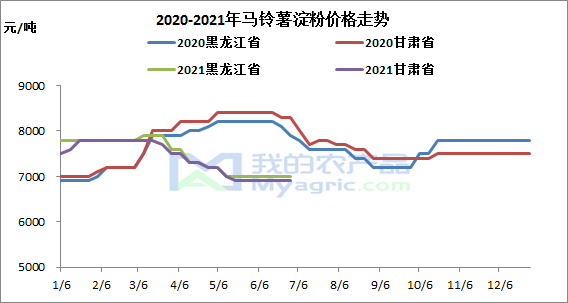 2020-2021年马铃薯淀粉价格走势
元/吨
2020黑龙江省 2020甘肃省
2021黑龙江省 2021甘肃省
9000
8000
7000
6000
5000
我的农产品
Myagric.com
1/6 2/6 3/6 4/6 5/6 6/6 7/6 8/6 9/6 10/6 11/6 12/6